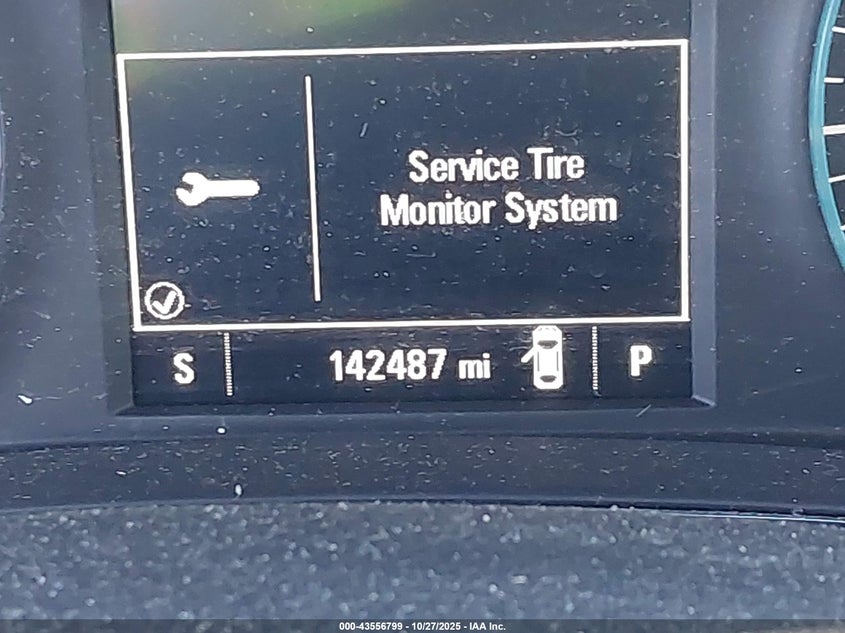 Service Tire
Monitor System
S 142487 mi P
000-43556799 - 10/27/2025 - IAA Inc.